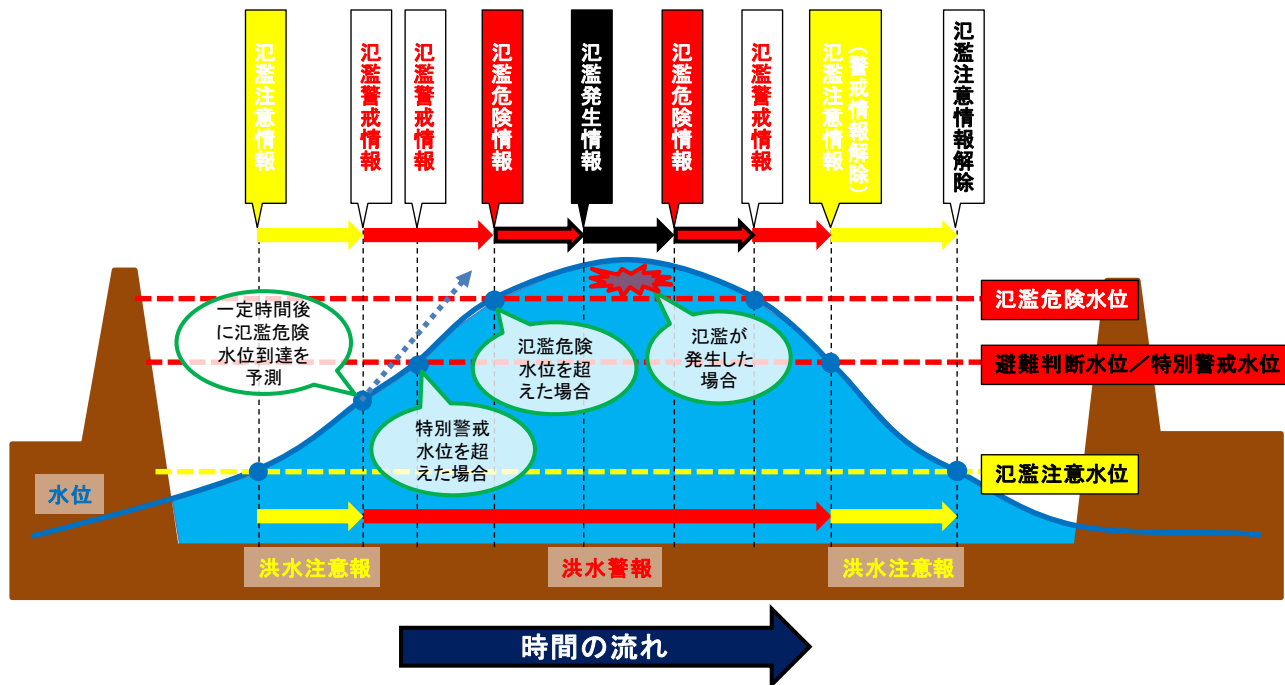 氾濫注意情報
氾濫警戒情報
氾濫警戒情報
氾濫危険情報
氾濫発生情報
氾濫危険情報
氾濫警戒情報
(警戒情報解除)
氾濫注意情報
氾濫注意情報解除
一定時間後
に氾濫危険
水位到達を
予測
特別警戒
水位を超
えた場合
氾濫危険
水位を超
えた場合
氾濫が
発生した
場合
氾濫危険水位
避難判断水位/特別警戒水位
氾濫注意水位
水位
洪水注意報
洪水警報
洪水注意報
時間の流れ